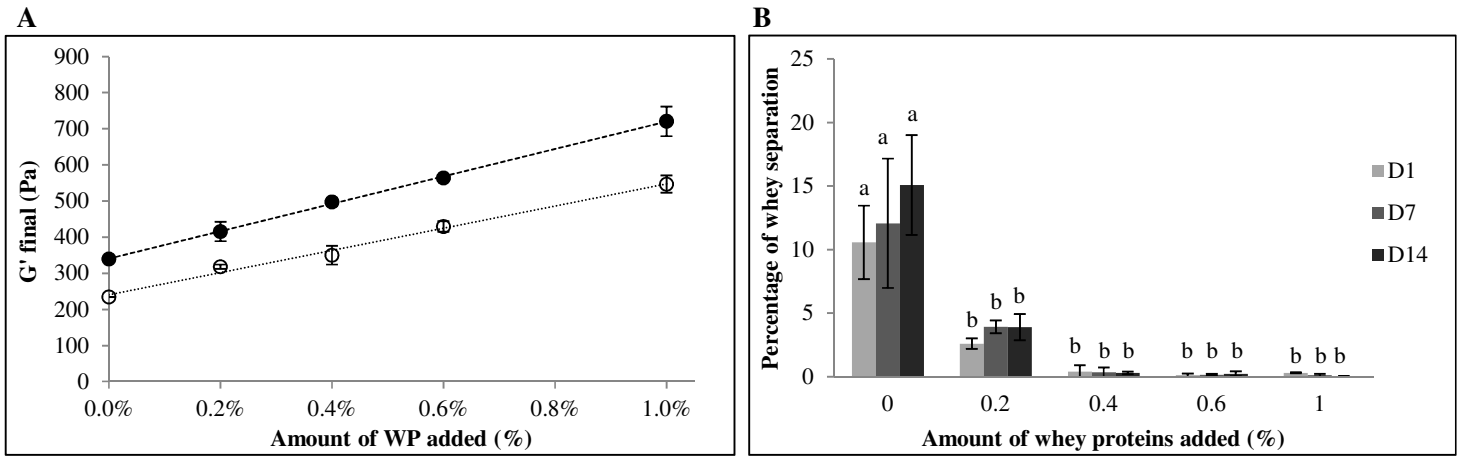 A
B
900
800
700
600
500
400
300
200
100
0
G' final (Pa)
0.0%
0.2%
0.4%
0.6%
0.8%
1.0%
Amount of WP added (%)
25
20
15
10
5
0
Percentage of whey separation
a
a
a
b
b
b
b
b
b
b
b
b
b
b
b
0
0.2
0.4
0.6
1
Amount of whey proteins added (%)
D1
D7
D14